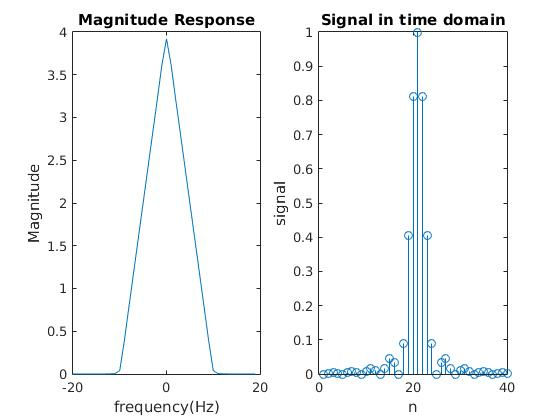 Magnitude Response
4
3.5
3
2.5
2
1.5
1
0.5
0
-20 0 20
Magnitude
frequency(Hz)
Signal in time domain
1
0.9
0.8
0.7
0.6
0.5
0.4
0.3
0.2
0.1
0
0 20 40
signal
n